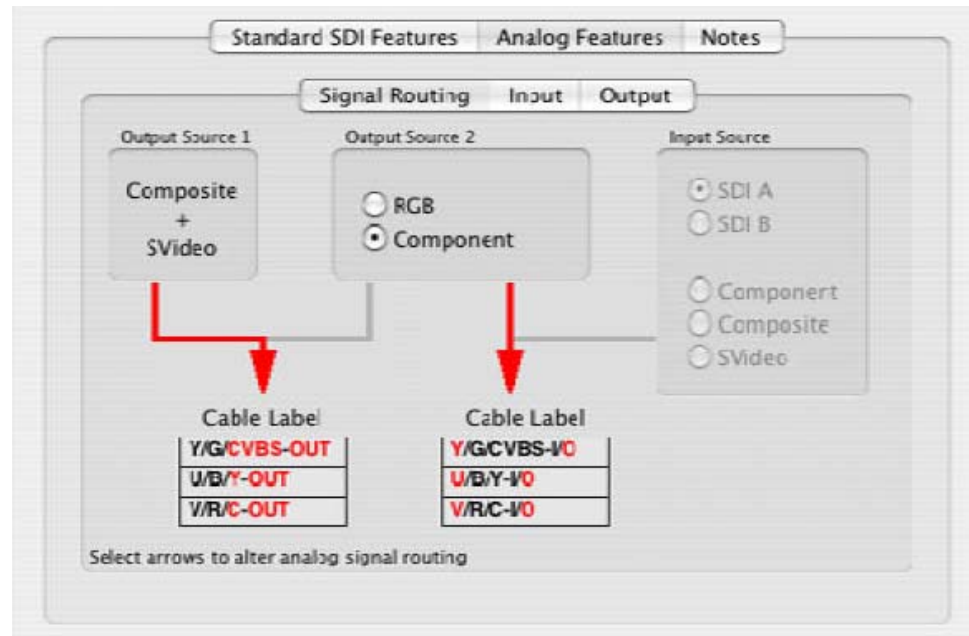 Standard SDI Features Analog Features Notes
Signal Routing Input Output
Output Source 1 Output Source 2 Input Source
Composite
+
SVideo
RGB
Component
SDI A
SDI B
Component
Composite
SVideo
Cable Label
Y/G/CVBS-OUT
U/B/Y-OUT
V/R/C-OUT
Cable Label
Y/G/CVBS-I/O
U/B/Y-I/O
V/R/C-I/O
Select arrows to alter analog signal routing